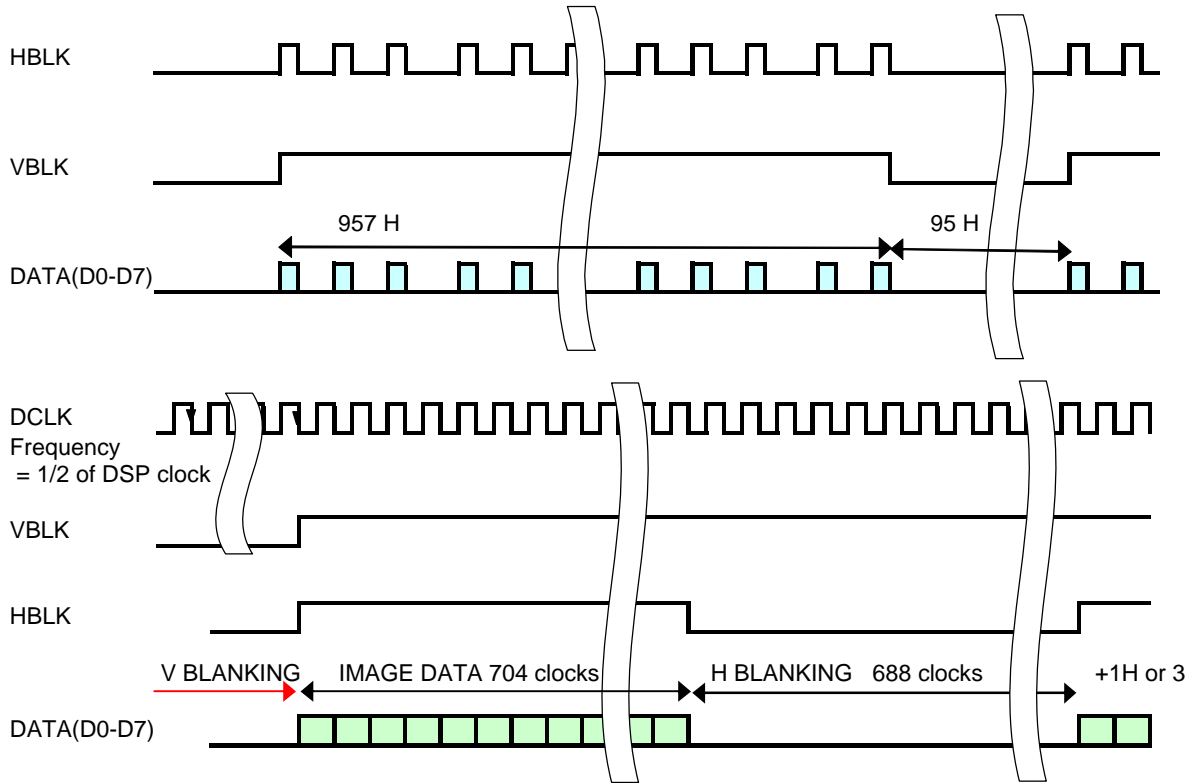 HBLK
VBLK
957 H
95 H
DATA(D0-D7)
DCLK
Frequency
= 1/2 of DSP clock
VBLK
HBLK
V BLANKING
IMAGE DATA 704 clocks
H BLANKING 688 clocks
+1H or 3
DATA(D0-D7)